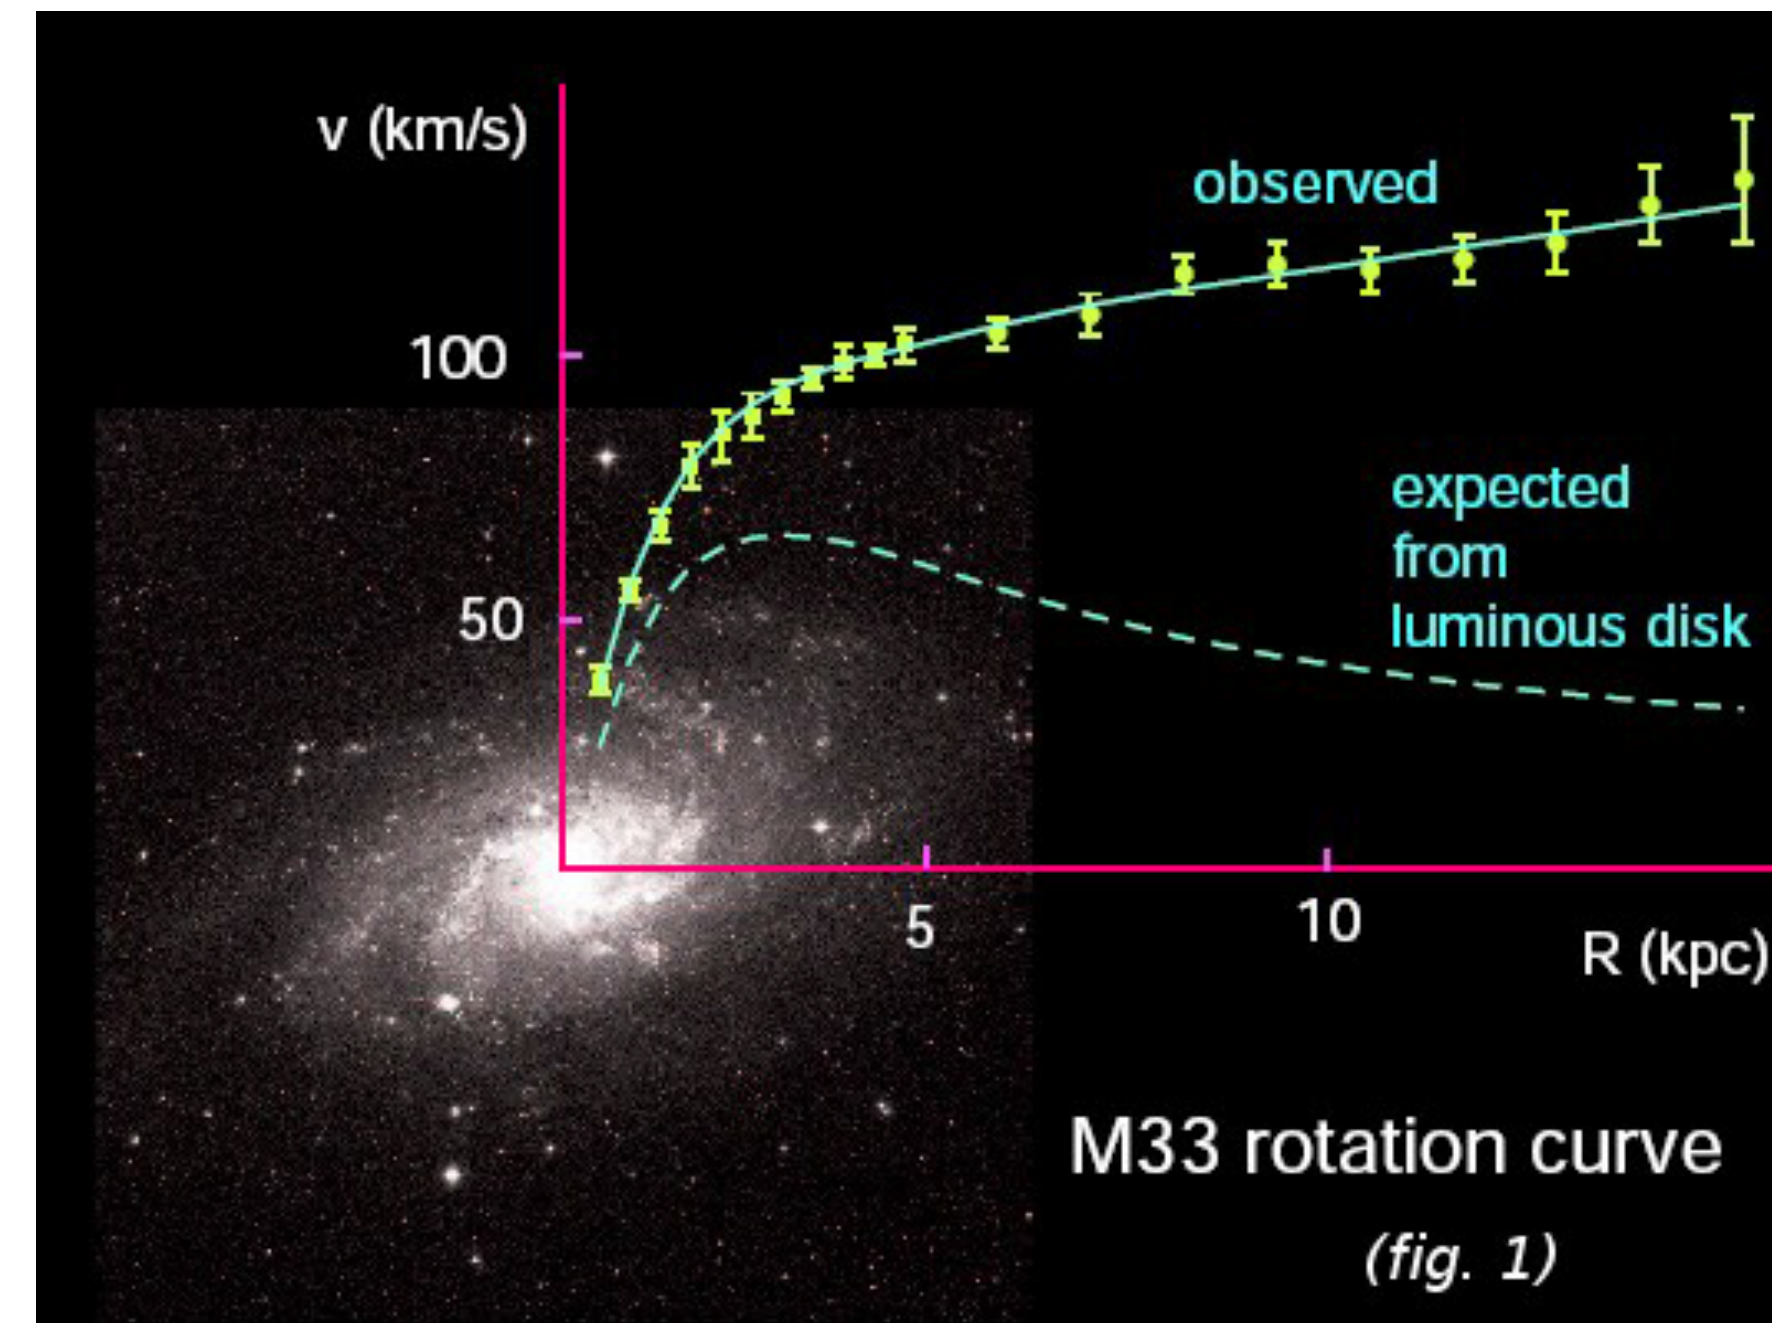 v (km/s)
observed
100
expected
from
luminous disk
50
5
10
R (kpc)
M33 rotation curve
(fig. 1)